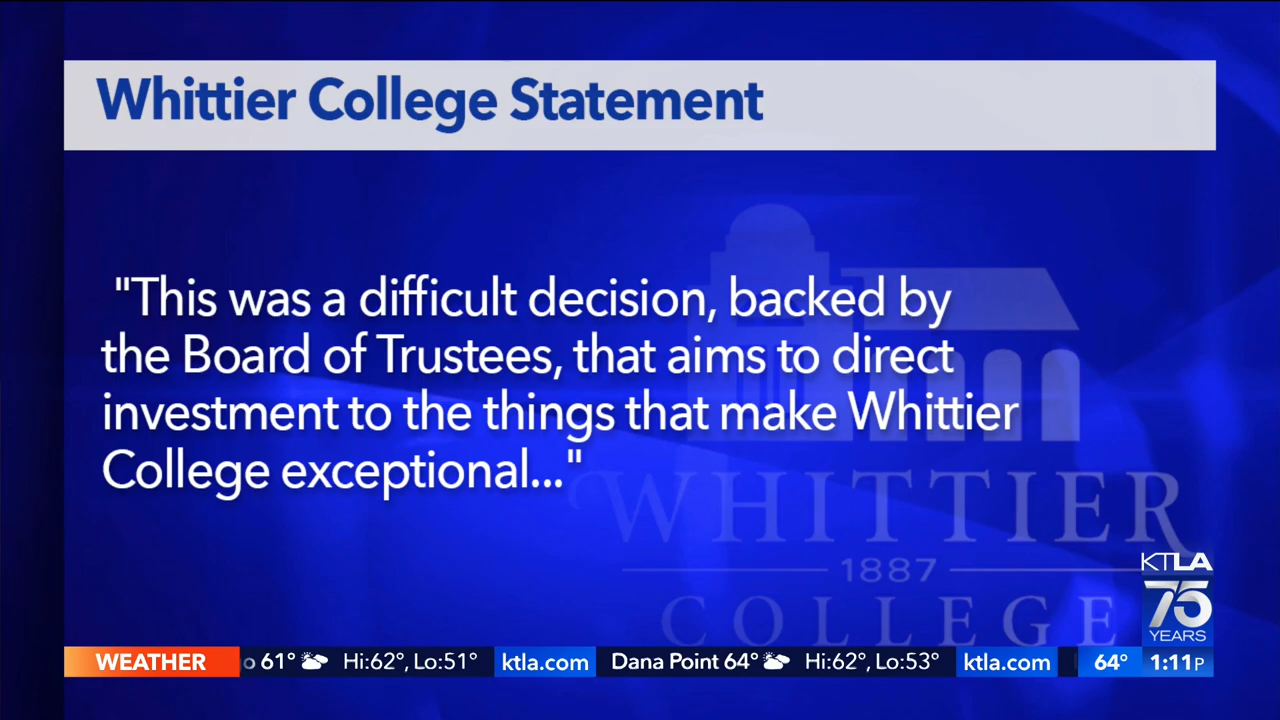 Whittier College Statement
"This was a difficult decision, backed by
the Board of Trustees, that aims to direct
investment to the things that make Whittier
College exceptional..."
WHITTIER
1887
COLLEGE
KTLA
75
YEARS
WEATHER o 61° Hi:62°, Lo:51° ktla.com Dana Point 64° Hi:62°, Lo:53° ktla.com 64° 1:11P